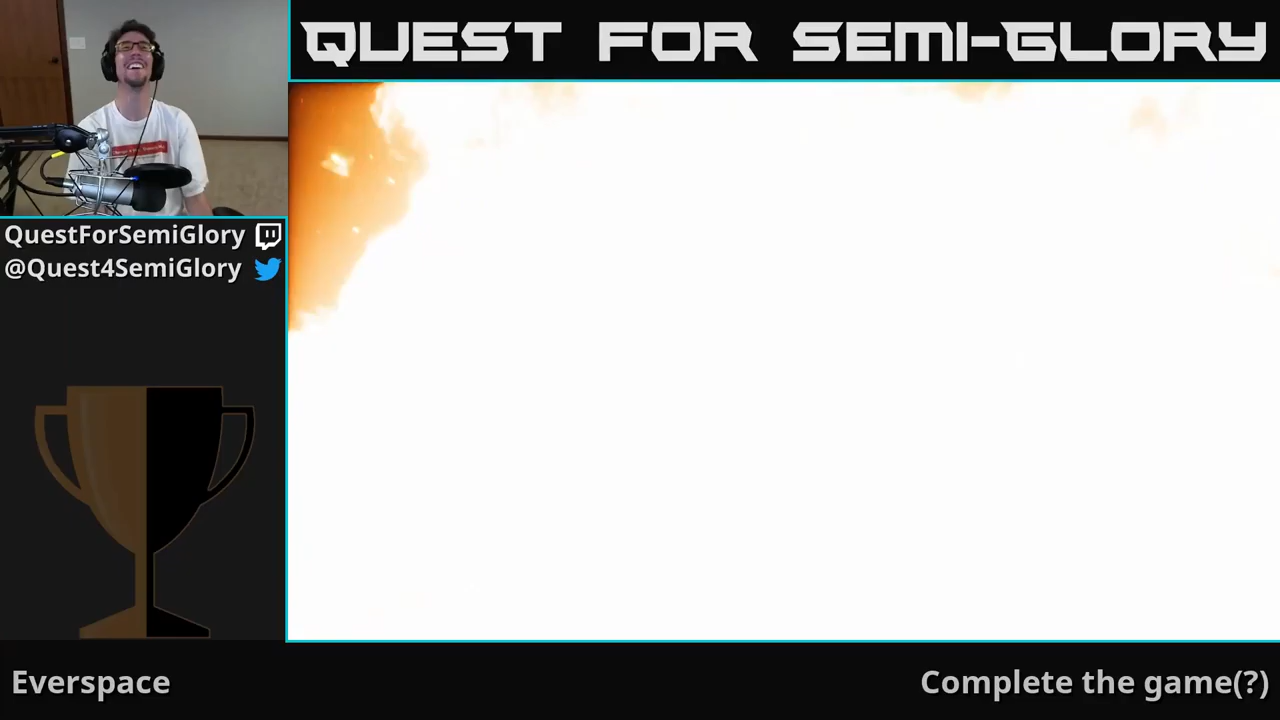 QUEST FOR SEMI-GLORY
QuestForSemiGlory
@Quest4SemiGlory
Everspace
Complete the game(?)